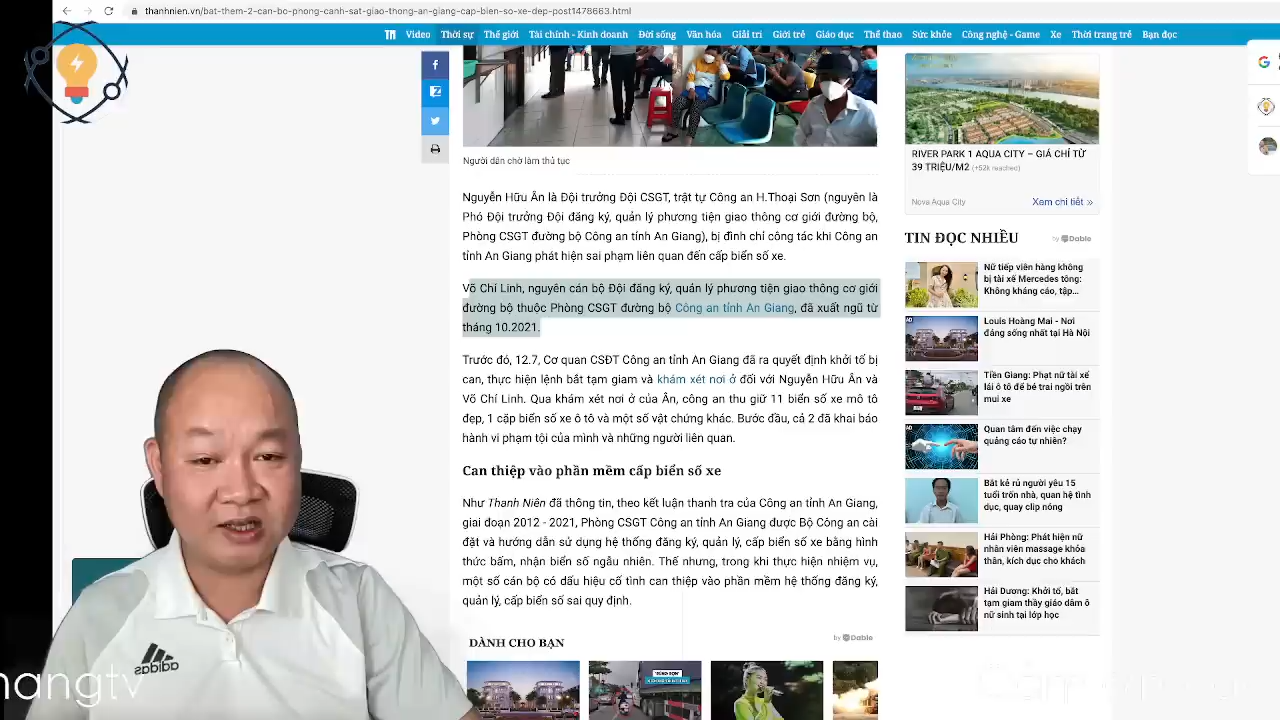 thanhnien.vn/bat-them-2-can-bo-phong-canh-sat-giao-thong-an-giang-cap-bien-so-xe-dep-post1478663.html
Video Thời sự Thế giới Tài chính - Kinh doanh Đời sống Văn hóa Giải trí Giới trẻ Giáo dục Thể thao Sức khỏe Công nghệ - Game Xe Thời trang trẻ Bạn đọc
Người dân chờ làm thủ tục
Nguyễn Hữu Ân là Đội trưởng Đội CSGT, trật tự Công an H.Thoại Sơn (nguyên là
Phó Đội trưởng Đội đăng ký, quản lý phương tiện giao thông cơ giới đường bộ,
Phòng CSGT đường bộ Công an tỉnh An Giang), bị đình chỉ công tác khi Công an
tỉnh An Giang phát hiện sai phạm liên quan đến cấp biển số xe.
Võ Chí Linh, nguyên cán bộ Đội đăng ký, quản lý phương tiện giao thông cơ giới
đường bộ thuộc Phòng CSGT đường bộ Công an tỉnh An Giang, đã xuất ngũ từ
tháng 10.2021.
Trước đó, 12.7, Cơ quan CSĐT Công an tỉnh An Giang đã ra quyết định khởi tố bị
can, thực hiện lệnh bắt tạm giam và khám xét nơi ở đối với Nguyễn Hữu Ân và
Võ Chí Linh. Qua khám xét nơi ở của Ân, công an thu giữ 11 biển số xe mô tô
đẹp, 1 cặp biển số xe ô tô và một số vật chứng khác. Bước đầu, cả 2 đã khai báo
hành vi phạm tội của mình và những người liên quan.
Can thiệp vào phần mềm cấp biển số xe
Như Thanh Niên đã thông tin, theo kết luận thanh tra của Công an tỉnh An Giang,
giai đoạn 2012 - 2021, Phòng CSGT Công an tỉnh An Giang được Bộ Công an cài
đặt và hướng dẫn sử dụng hệ thống đăng ký, quản lý, cấp biển số xe bằng hình
thức bấm, nhận biển số ngẫu nhiên. Thế nhưng, trong khi thực hiện nhiệm vụ,
một số cán bộ có dấu hiệu cố tình can thiệp vào phần mềm hệ thống đăng ký,
quản lý, cấp biển số sai quy định.
DÀNH CHO BẠN
by Dable
RIVER PARK 1 AQUA CITY – GIÁ CHỈ TỪ
39 TRIỆU/M2 (+52k reached)
Nova Aqua City
Xem chi tiết »
TIN ĐỌC NHIỀU
by Dable
Nữ tiếp viên hàng không
bị tài xế Mercedes tông:
Không kháng cáo, tập...
AD
Louis Hoàng Mai - Nơi
đáng sống nhất tại Hà Nội
Tiền Giang: Phạt nữ tài xế
lái ô tô để bé trai ngồi trên
mui xe
AD
Quan tâm đến việc chạy
quảng cáo tự nhiên?
Bắt kẻ rủ người yêu 15
tuổi trốn nhà, quan hệ tình
dục, quay clip nóng
Hải Phòng: Phát hiện nữ
nhân viên massage khỏa
thân, kích dục cho khách
Hải Dương: Khởi tố, bắt
tạm giam thầy giáo dâm ô
nữ sinh tại lớp học
adidas
hangtv